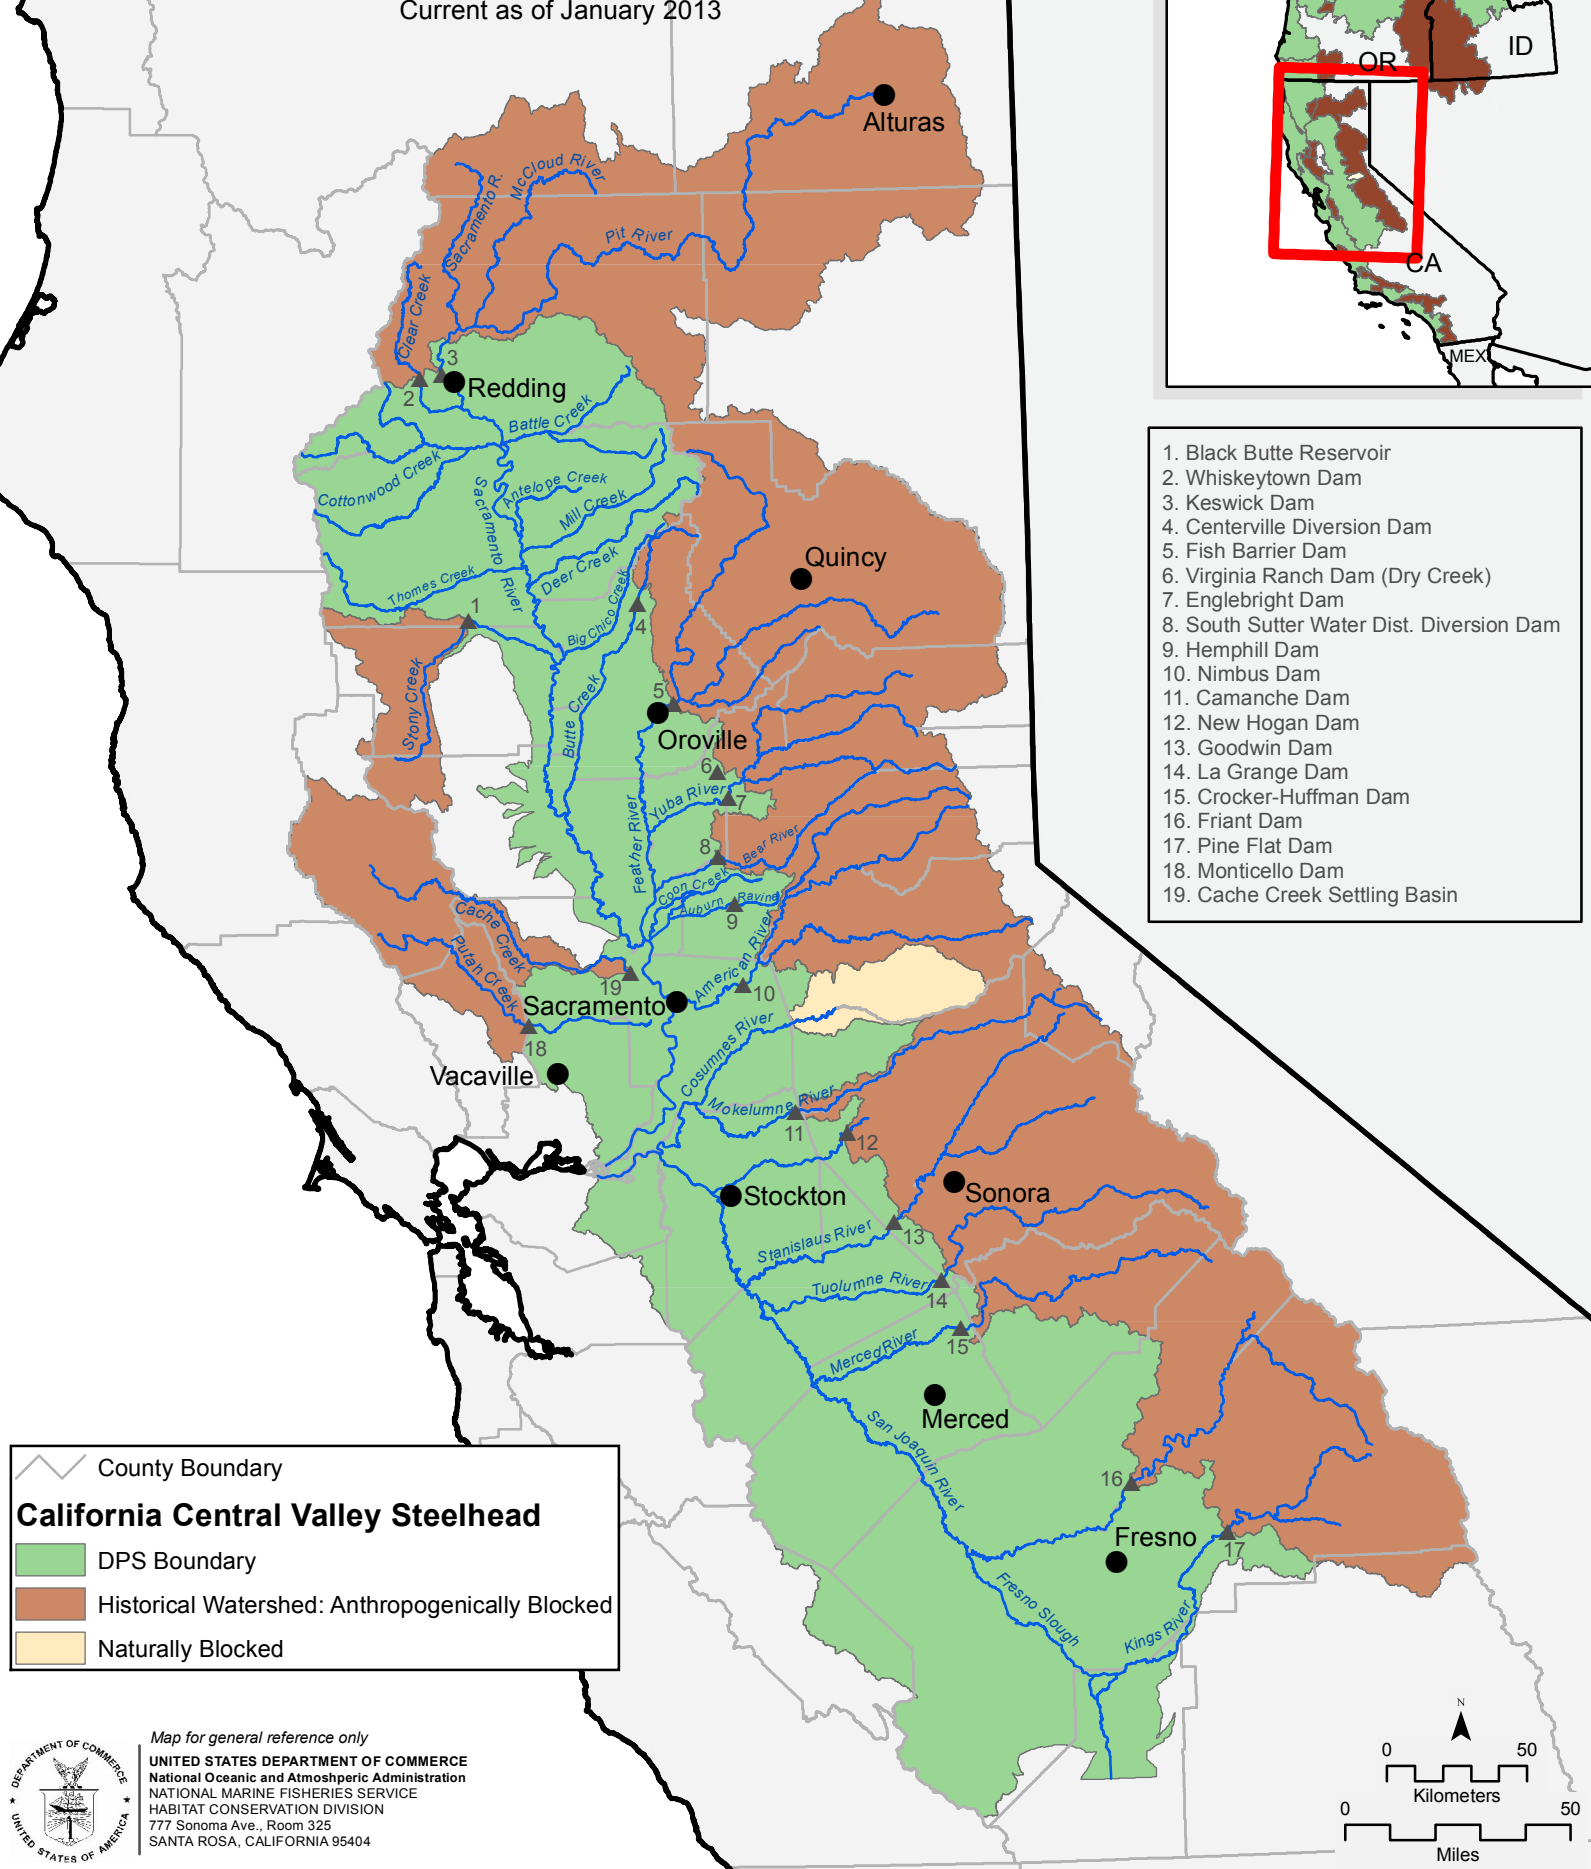 Current as of January 2013
OR
ID
CA
MEX
Alturas
McCloud River
Sacramento R.
Pit River
Clear Creek
3
2
Redding
Battle Creek
Cottonwood Creek
Sacramento River
Antelope Creek
Mill Creek
Deer Creek
Thomes Creek
Big Chico Creek
1
4
Quincy
Stony Creek
Butte Creek
5
Oroville
6
Yuba River
7
Feather River
8
Bear River
Coon Creek
Auburn Ravine
9
Cache Creek
Putah Creek
American River
19
10
Sacramento
18
Vacaville
Cosumnes River
Mokelumne River
11
12
Stockton
Sonora
13
Stanislaus River
Tuolumne River
14
Merced River
15
Merced
San Joaquin River
16
Fresno
17
Fresno Slough
Kings River
1. Black Butte Reservoir
2. Whiskeytown Dam
3. Keswick Dam
4. Centerville Diversion Dam
5. Fish Barrier Dam
6. Virginia Ranch Dam (Dry Creek)
7. Englebright Dam
8. South Sutter Water Dist. Diversion Dam
9. Hemphill Dam
10. Nimbus Dam
11. Camanche Dam
12. New Hogan Dam
13. Goodwin Dam
14. La Grange Dam
15. Crocker-Huffman Dam
16. Friant Dam
17. Pine Flat Dam
18. Monticello Dam
19. Cache Creek Settling Basin
County Boundary
California Central Valley Steelhead
DPS Boundary
Historical Watershed: Anthropogenically Blocked
Naturally Blocked
DEPARTMENT OF COMMERCE
UNITED STATES OF AMERICA
Map for general reference only
UNITED STATES DEPARTMENT OF COMMERCE
National Oceanic and Atmoshperic Administration
NATIONAL MARINE FISHERIES SERVICE
HABITAT CONSERVATION DIVISION
777 Sonoma Ave., Room 325
SANTA ROSA, CALIFORNIA 95404
N
0 50
Kilometers
0 50
Miles